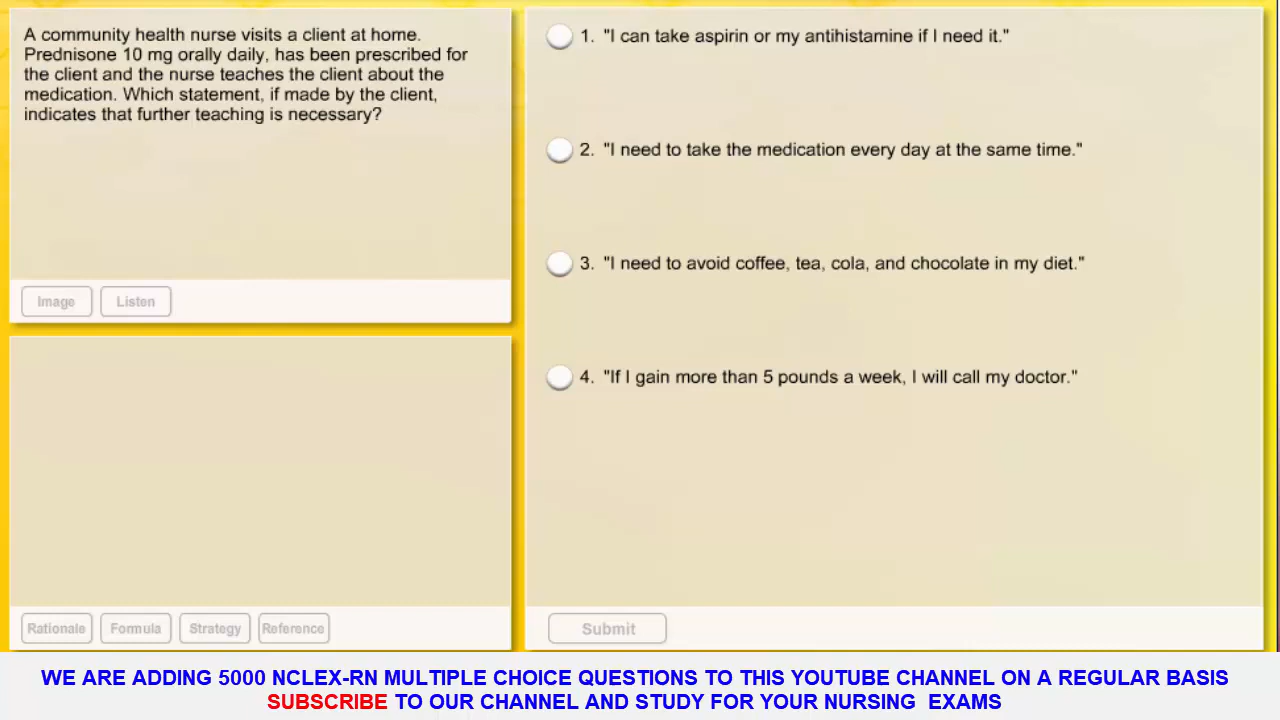 A community health nurse visits a client at home.
Prednisone 10 mg orally daily, has been prescribed for
the client and the nurse teaches the client about the
medication. Which statement, if made by the client,
indicates that further teaching is necessary?
Image
Listen
Rationale
Formula
Strategy
Reference
1. "I can take aspirin or my antihistamine if I need it."
2. "I need to take the medication every day at the same time."
3. "I need to avoid coffee, tea, cola, and chocolate in my diet."
4. "If I gain more than 5 pounds a week, I will call my doctor."
Submit
WE ARE ADDING 5000 NCLEX-RN MULTIPLE CHOICE QUESTIONS TO THIS YOUTUBE CHANNEL ON A REGULAR BASIS
SUBSCRIBE TO OUR CHANNEL AND STUDY FOR YOUR NURSING EXAMS